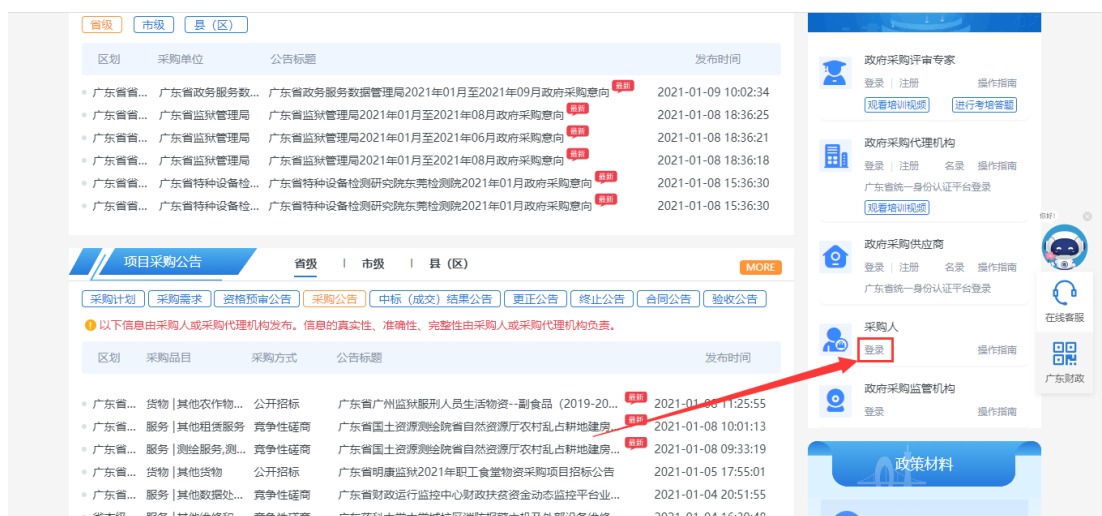 省级 市级 县（区）
区划 采购单位 公告标题 发布时间
广东省省... 广东省政务服务数... 广东省政务服务数据管理局2021年01月至2021年09月政府采购意向 最新 2021-01-09 10:02:34
广东省省... 广东省监狱管理局 广东省监狱管理局2021年01月至2021年08月政府采购意向 最新 2021-01-08 18:36:25
广东省省... 广东省监狱管理局 广东省监狱管理局2021年01月至2021年06月政府采购意向 最新 2021-01-08 18:36:21
广东省省... 广东省监狱管理局 广东省监狱管理局2021年01月至2021年08月政府采购意向 最新 2021-01-08 18:36:18
广东省省... 广东省特种设备检... 广东省特种设备检测研究院东莞检测院2021年01月政府采购意向 最新 2021-01-08 15:36:30
广东省省... 广东省特种设备检... 广东省特种设备检测研究院东莞检测院2021年01月政府采购意向 最新 2021-01-08 15:36:30
项目采购公告 省级 市级 县（区） MORE
采购计划 采购需求 资格预审公告 采购公告 中标（成交）结果公告 更正公告 终止公告 合同公告 验收公告
以下信息由采购人或采购代理机构发布。信息的真实性、准确性、完整性由采购人或采购代理机构负责。
区划 采购品目 采购方式 公告标题 发布时间
广东省... 货物|其他农作物... 公开招标 广东省广州监狱服刑人员生活物资--副食品（2019-20... 最新 2021-01-08 11:25:55
广东省... 服务|其他租赁服务 竞争性磋商 广东省国土资源测绘院省自然资源厅农村乱占耕地建房... 最新 2021-01-08 10:01:13
广东省... 服务|测绘服务,测... 竞争性磋商 广东省国土资源测绘院省自然资源厅农村乱占耕地建房... 最新 2021-01-08 09:33:19
广东省... 货物|其他货物 公开招标 广东省明康监狱2021年职工食堂物资采购项目招标公告 2021-01-05 17:55:01
广东省... 服务|其他数据处... 竞争性磋商 广东省财政运行监控中心财政扶贫资金动态监控平台业... 2021-01-04 20:51:55
政府采购评审专家
登录 | 注册 操作指南
观看培训视频 进行考培答题
政府采购代理机构
登录 | 注册 名录 操作指南
广东省统一身份认证平台登录
观看培训视频
政府采购供应商
登录 | 注册 名录 操作指南
广东省统一身份认证平台登录
采购人
登录 操作指南
政府采购监管机构
登录 操作指南
政策材料
你好!
在线客服
广东财政